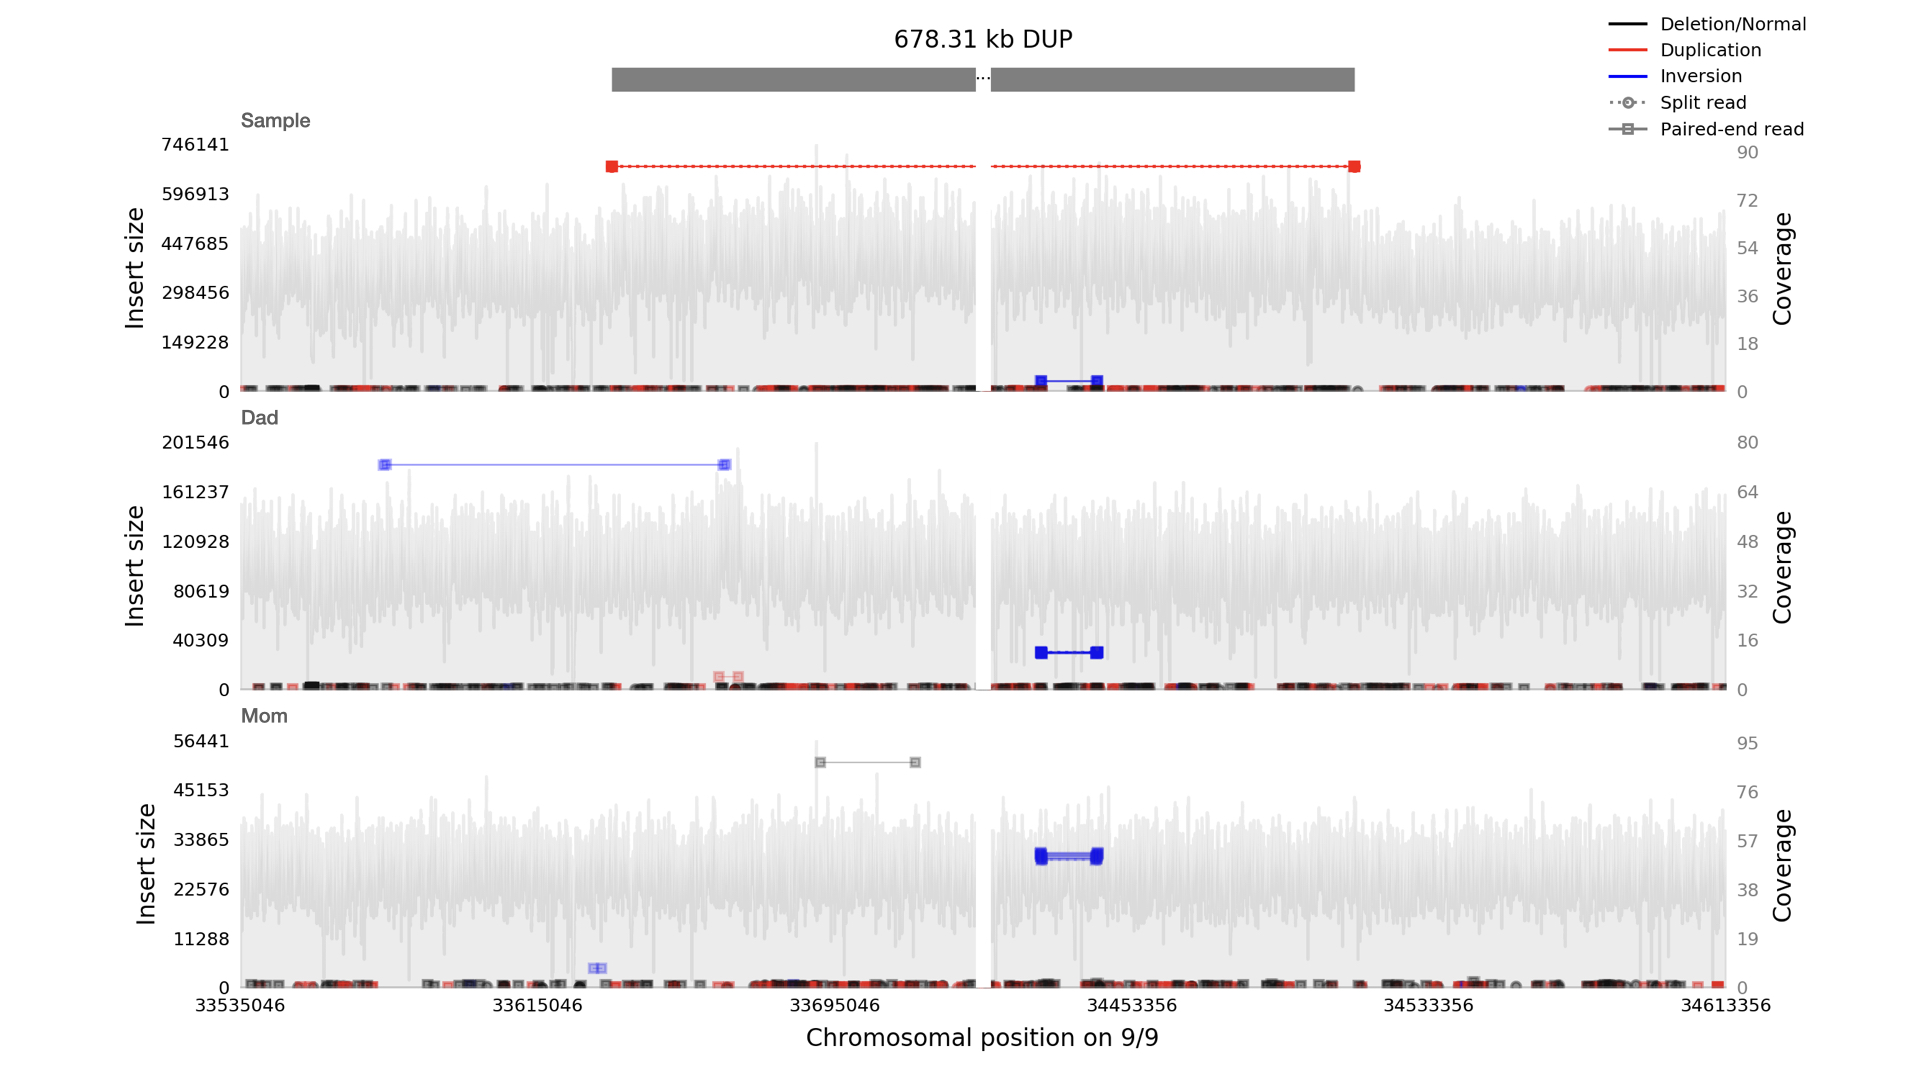 678.31 kb DUP
...
Deletion/Normal
Duplication
Inversion
Split read
Paired-end read
Sample
746141
596913
447685
298456
149228
0
Insert size
90
72
54
36
18
0
Coverage
Dad
201546
161237
120928
80619
40309
0
Insert size
80
64
48
32
16
0
Coverage
Mom
56441
45153
33865
22576
11288
0
Insert size
95
76
57
38
19
0
Coverage
33535046 33615046 33695046 34453356 34533356 34613356
Chromosomal position on 9/9